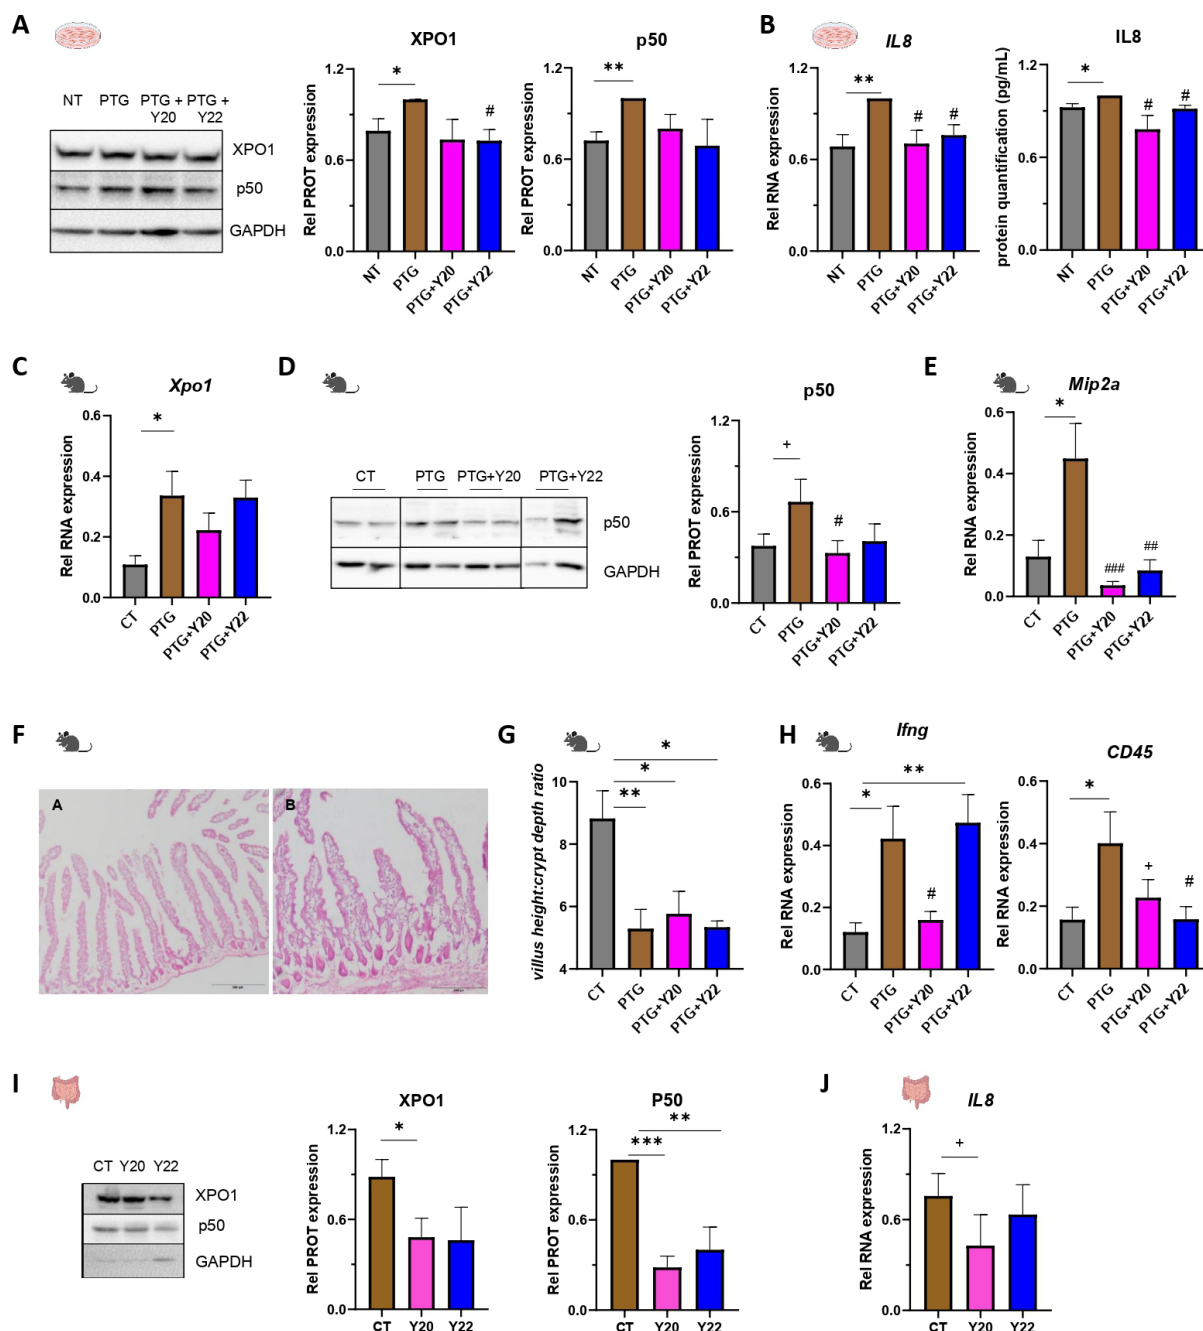 A
XPO1
p50
B
IL8
IL8
NT PTG PTG + PTG +
Y20 Y22
XPO1
p50
GAPDH
Rel PROT expression
1.2
0.6
0.0
*
#
NT
PTG
PTG+Y20
PTG+Y22
Rel PROT expression
1.2
0.6
0.0
**
NT
PTG
PTG+Y20
PTG+Y22
Rel RNA expression
1.2
0.6
0.0
**
#
#
NT
PTG
PTG+Y20
PTG+Y22
protein quantification (pg/mL)
1.2
0.6
0.0
*
#
#
NT
PTG
PTG+Y20
PTG+Y22
C
Xpo1
Rel RNA expression
0.6
0.4
0.2
0.0
*
CT
PTG
PTG+Y20
PTG+Y22
D
CT PTG PTG+Y20 PTG+Y22
p50
GAPDH
p50
Rel PROT expression
1.2
0.6
0.0
+
#
CT
PTG
PTG+Y20
PTG+Y22
E
Mip2a
Rel RNA expression
0.6
0.4
0.2
0.0
*
###
##
CT
PTG
PTG+Y20
PTG+Y22
F
A
B
G
villus height:crypt depth ratio
10
8
6
4
*
*
**
CT
PTG
PTG+Y20
PTG+Y22
H
Ifng
Rel RNA expression
0.6
0.4
0.2
0.0
**
*
#
CT
PTG
PTG+Y20
PTG+Y22
CD45
Rel RNA expression
0.6
0.4
0.2
0.0
*
+
#
CT
PTG
PTG+Y20
PTG+Y22
I
CT Y20 Y22
XPO1
p50
GAPDH
XPO1
Rel PROT expression
1.2
0.6
0.0
*
CT Y20 Y22
P50
Rel PROT expression
1.2
0.6
0.0
**
***
CT Y20 Y22
J
IL8
Rel RNA expression
1.2
0.6
0.0
+
CT Y20 Y22